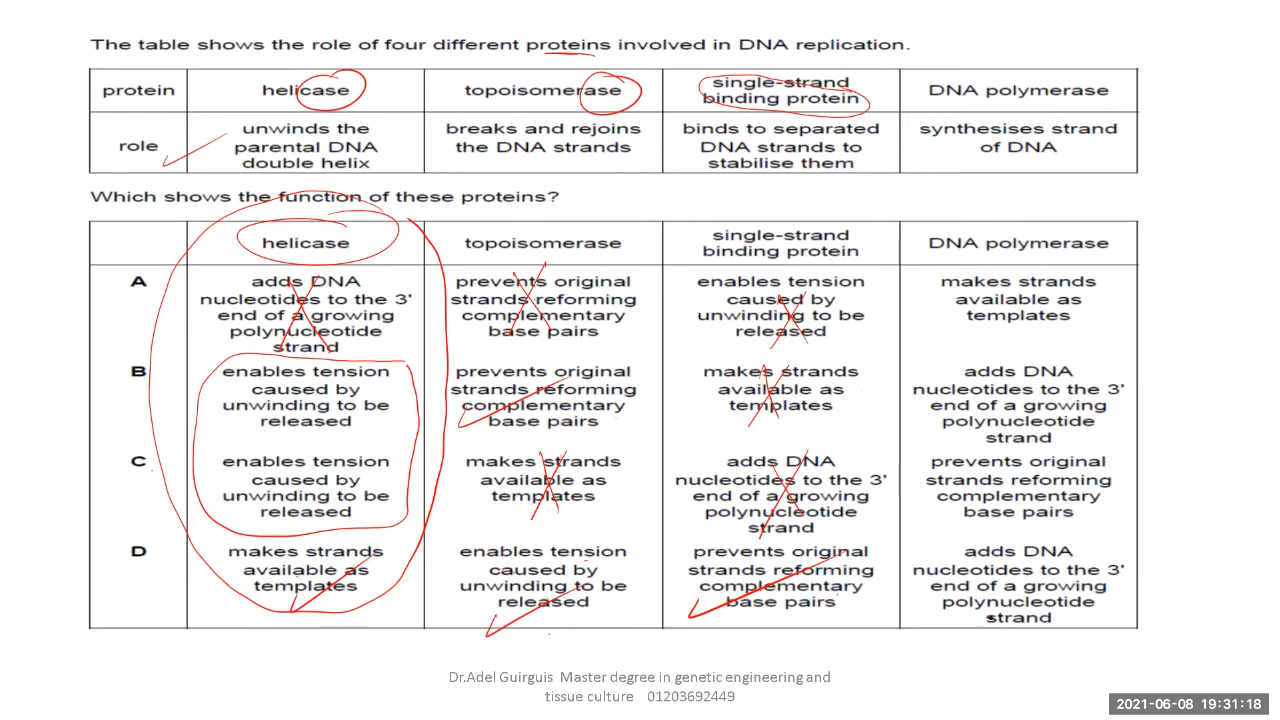 The table shows the role of four different proteins involved in DNA replication.
protein
helicase
topoisomerase
single-strand
binding protein
DNA polymerase
role
unwinds the
parental DNA
double helix
breaks and rejoins
the DNA strands
binds to separated
DNA strands to
stabilise them
synthesises strand
of DNA
Which shows the function of these proteins?
helicase
topoisomerase
single-strand
binding protein
DNA polymerase
A
adds DNA
nucleotides to the 3'
end of a growing
polynucleotide
strand
prevents original
strands reforming
complementary
base pairs
enables tension
caused by
unwinding to be
released
makes strands
available as
templates
B
enables tension
caused by
unwinding to be
released
prevents original
strands reforming
complementary
base pairs
makes strands
available as
templates
adds DNA
nucleotides to the 3'
end of a growing
polynucleotide
strand
C
enables tension
caused by
unwinding to be
released
makes strands
available as
templates
adds DNA
nucleotides to the 3'
end of a growing
polynucleotide
strand
prevents original
strands reforming
complementary
base pairs
D
makes strands
available as
templates
enables tension
caused by
unwinding to be
released
prevents original
strands reforming
complementary
base pairs
adds DNA
nucleotides to the 3'
end of a growing
polynucleotide
strand
Dr.Adel Guirguis Master degree in genetic engineering and
tissue culture 01203692449
2021-06-08 19:31:18